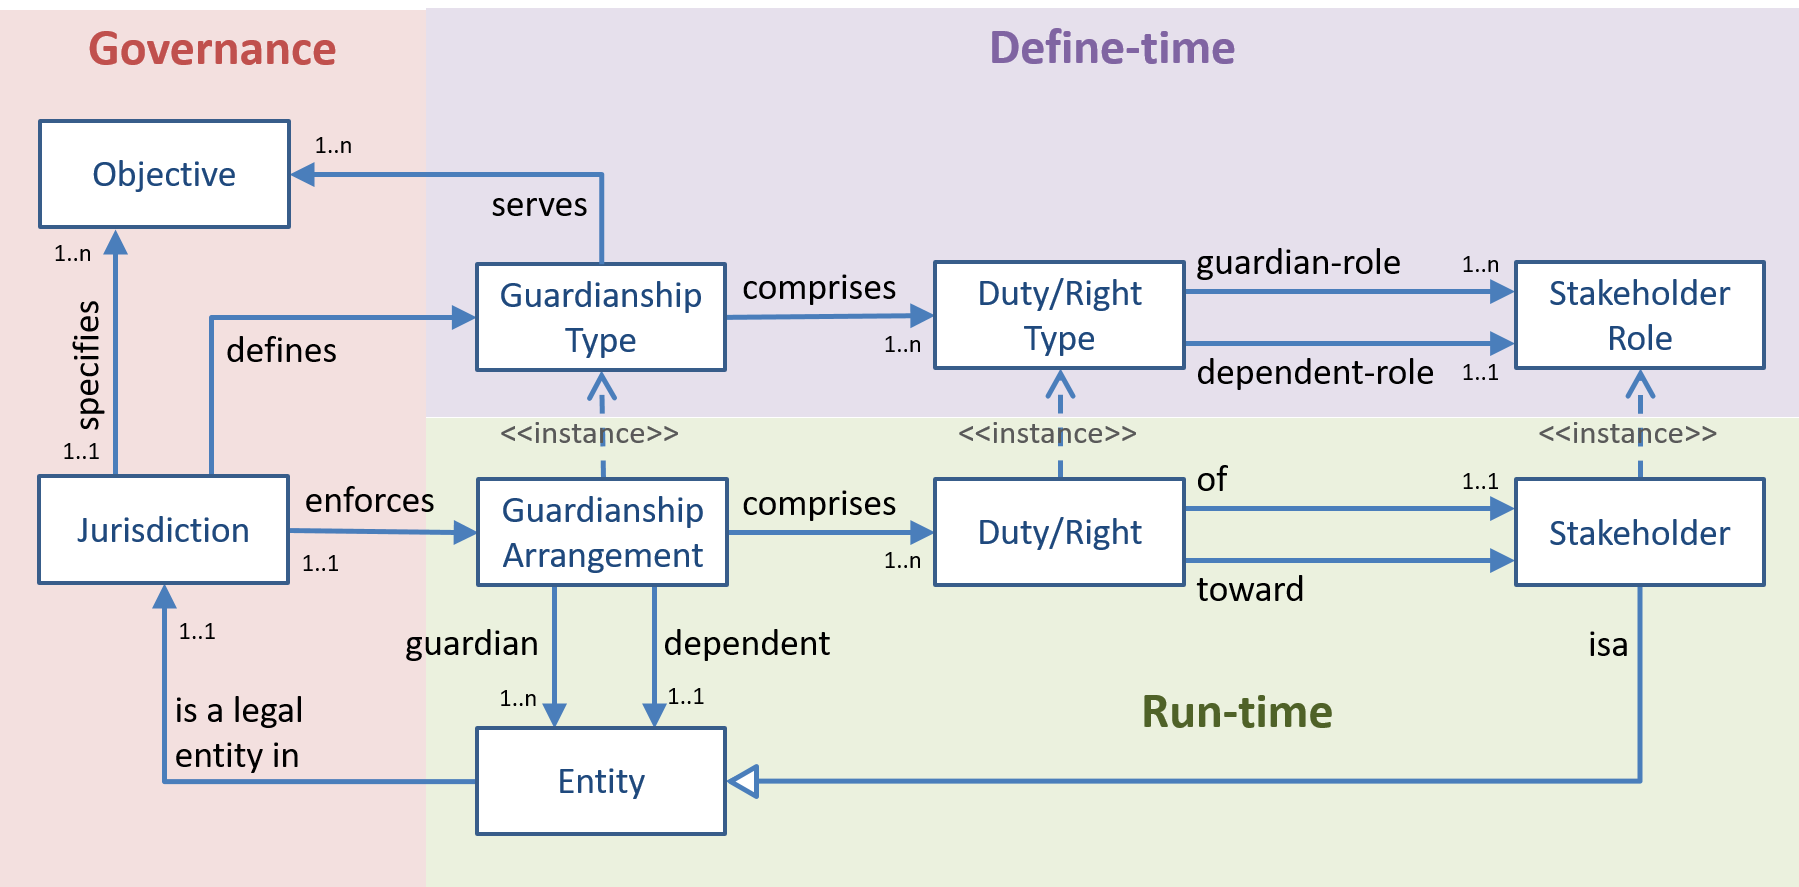 Governance
Define-time
Objective
1..n
serves
1..n
specifies
1..1
defines
Guardianship
Type
comprises
1..n
Duty/Right
Type
guardian-role
1..n
dependent-role
1..1
Stakeholder
Role
<<instance>>
<<instance>>
<<instance>>
Jurisdiction
enforces
1..1
Guardianship
Arrangement
comprises
1..n
Duty/Right
of
1..1
toward
Stakeholder
1..1
is a legal
entity in
guardian
1..n
dependent
1..1
isa
Run-time
Entity